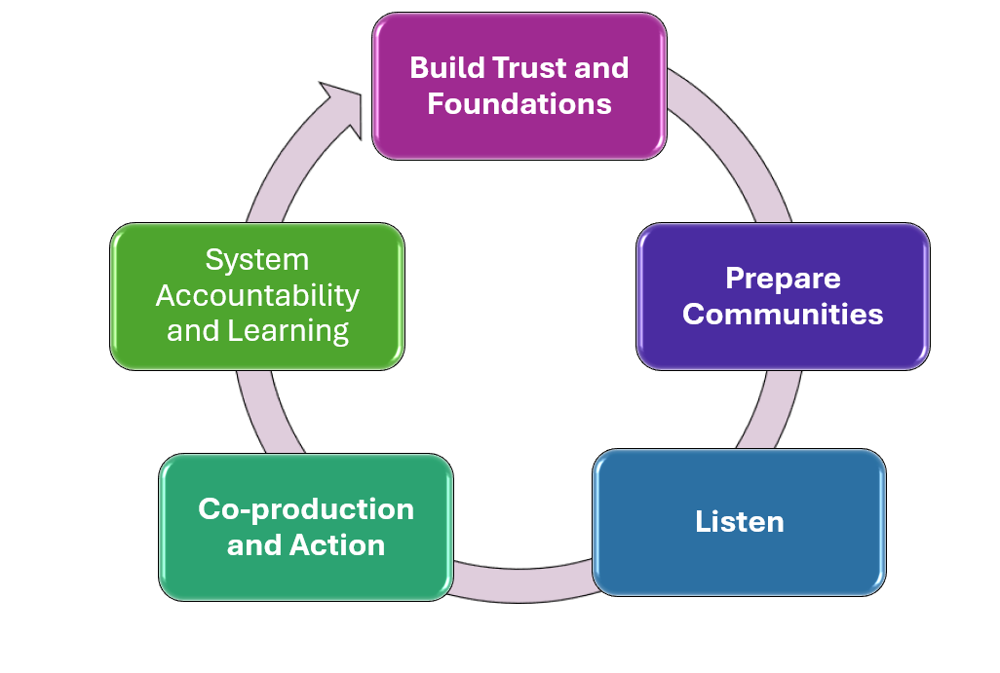 Build Trust and
Foundations
Prepare
Communities
Listen
Co-production
and Action
System
Accountability
and Learning